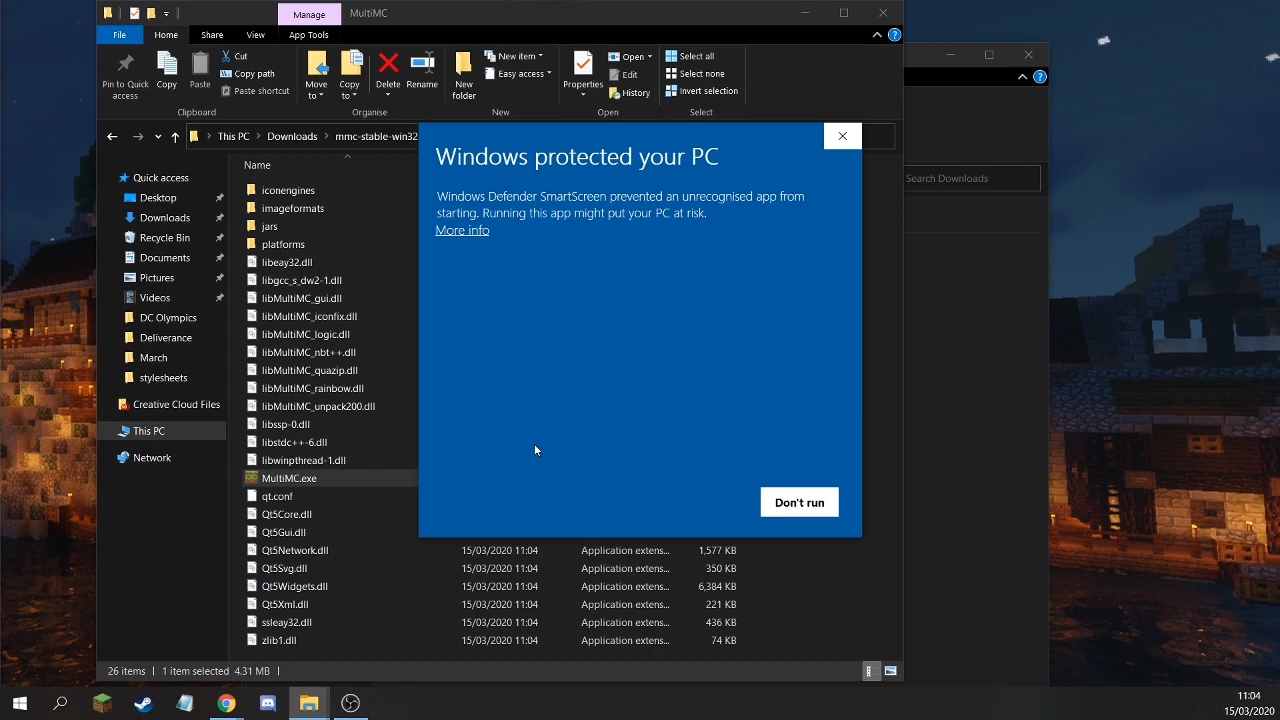 Manage
MultiMC
File
Home
Share
View
App Tools
Pin to Quick
access
Copy
Paste
Cut
Copy path
Paste shortcut
Clipboard
Move
to
Copy
to
Delete
Rename
Organise
New
folder
New item
Easy access
New
Properties
Open
Edit
History
Open
Select all
Select none
Invert selection
Select
This PC
Downloads
mmc-stable-win32
Search Downloads
Windows protected your PC
Windows Defender SmartScreen prevented an unrecognised app from
starting. Running this app might put your PC at risk.
More info
Don't run
Quick access
Desktop
Downloads
Recycle Bin
Documents
Pictures
Videos
DC Olympics
Deliverance
March
stylesheets
Creative Cloud Files
This PC
Network
Name
iconengines
imageformats
jars
platforms
libeay32.dll
libgcc_s_dw2-1.dll
libMultiMC_gui.dll
libMultiMC_iconfix.dll
libMultiMC_logic.dll
libMultiMC_nbt++.dll
libMultiMC_quazip.dll
libMultiMC_rainbow.dll
libMultiMC_unpack200.dll
libssp-0.dll
libstdc++-6.dll
libwinpthread-1.dll
MultiMC.exe
qt.conf
Qt5Core.dll
Qt5Gui.dll
Qt5Network.dll 15/03/2020 11:04 Application extens... 1,577 KB
Qt5Svg.dll 15/03/2020 11:04 Application extens... 350 KB
Qt5Widgets.dll 15/03/2020 11:04 Application extens... 6,384 KB
Qt5Xml.dll 15/03/2020 11:04 Application extens... 221 KB
ssleay32.dll 15/03/2020 11:04 Application extens... 436 KB
zlib1.dll 15/03/2020 11:04 Application extens... 74 KB
26 items 1 item selected 4.31 MB
11:04
15/03/2020